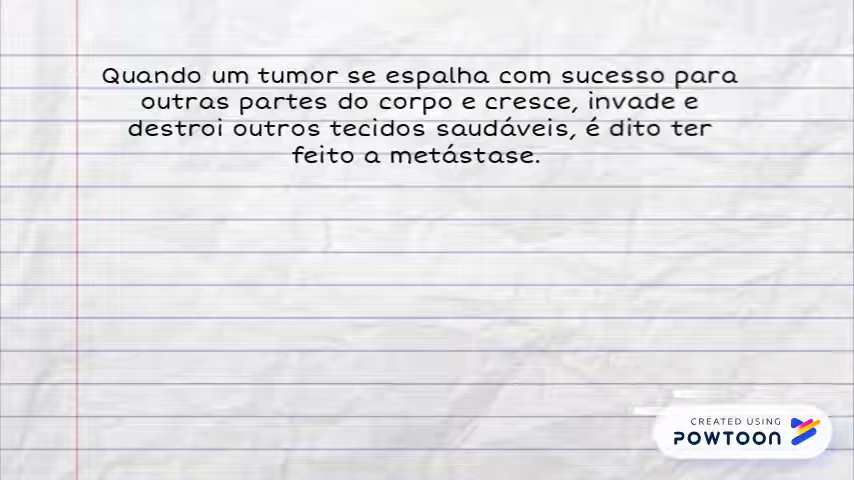 Quando um tumor se espalha com sucesso para
outras partes do corpo e cresce, invade e
destroi outros tecidos saudáveis, é dito ter
feito a metástase.
CREATED USING
POWTOON